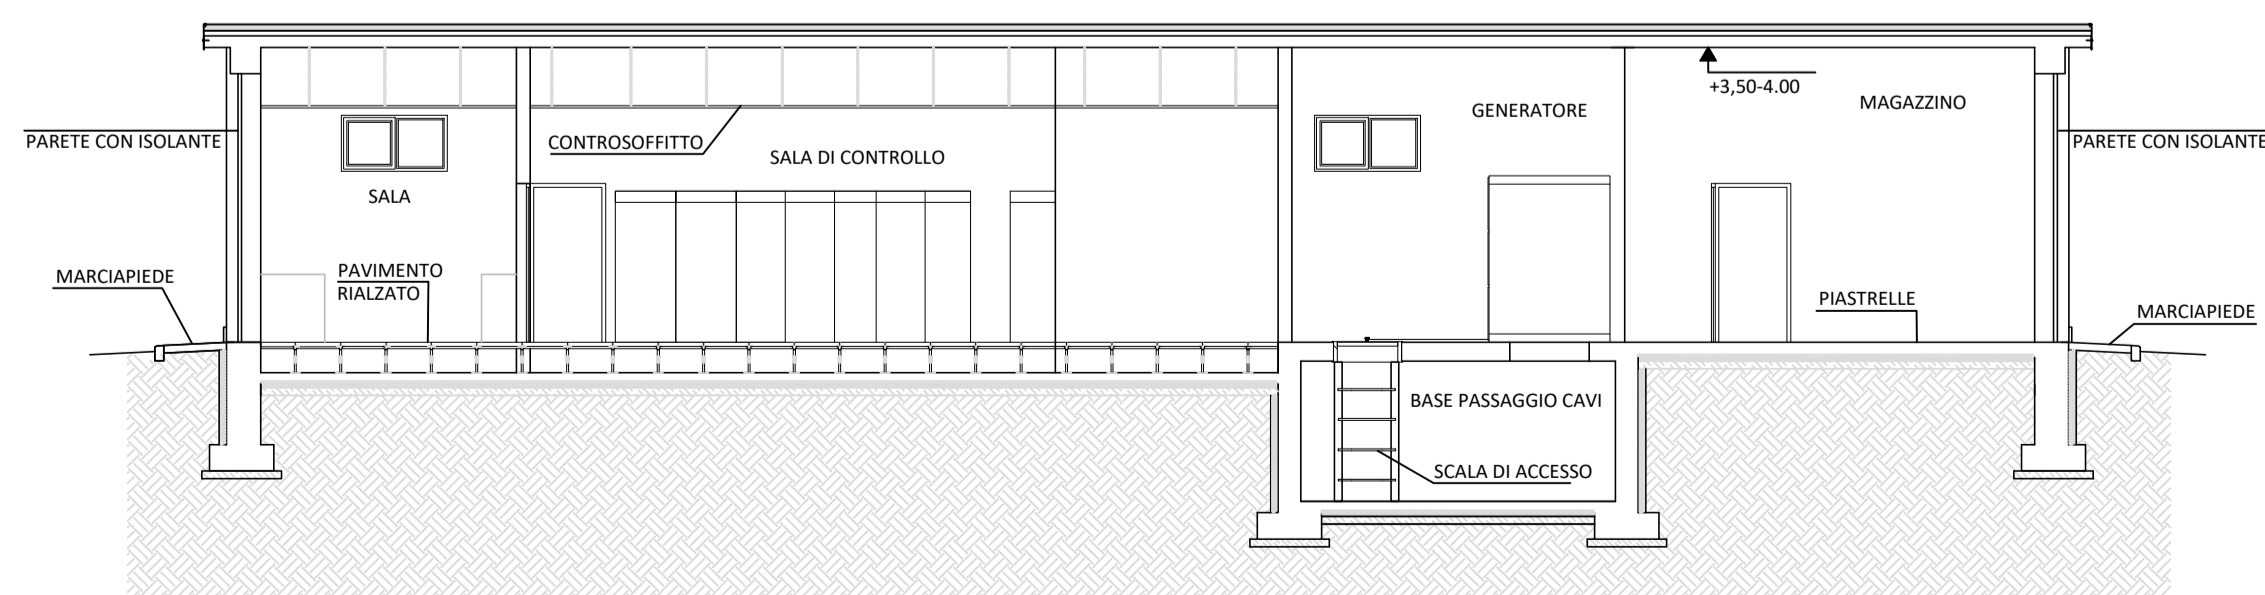 +3,50-4.00
MAGAZZINO
GENERATORE
PARETE CON ISOLANTE
CONTROSOFFITTO
PARETE CON ISOLANTE
SALA DI CONTROLLO
SALA
PAVIMENTO
RIALZATO
MARCIAPIEDE
PIASTRELLE
MARCIAPIEDE
BASE PASSAGGIO CAVI
SCALA DI ACCESSO